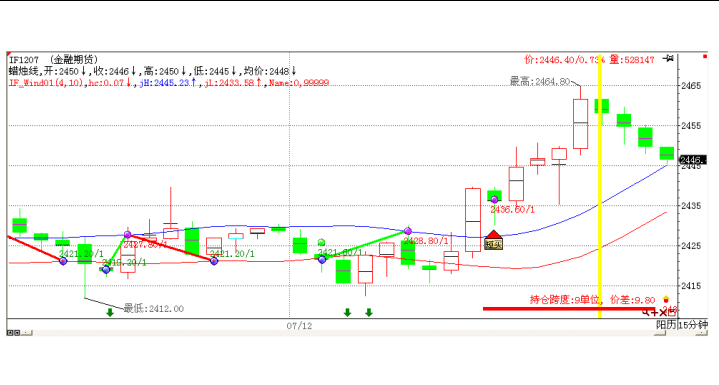 IF1207 (金融期货)
价:2446.40/0.73% 量:528147
蜡烛线,开:2450↓,收:2446↓,高:2450↓,低:2445↓,均价:2448↓
IF_Wind01(4,10),hc:0.07↓,jH:2445.23↑,jL:2433.58↑,Name:0.99999
最高:2464.80
2465
2455
2446.
2445
2435
2436.60/1
2427.80/1
2428.80/1
2425
2421.20/1
2421.20/1
2421.60/1
2415
持仓跨度:9单位, 价差:9.80
最低:2412.00
07/12
阳历15分钟